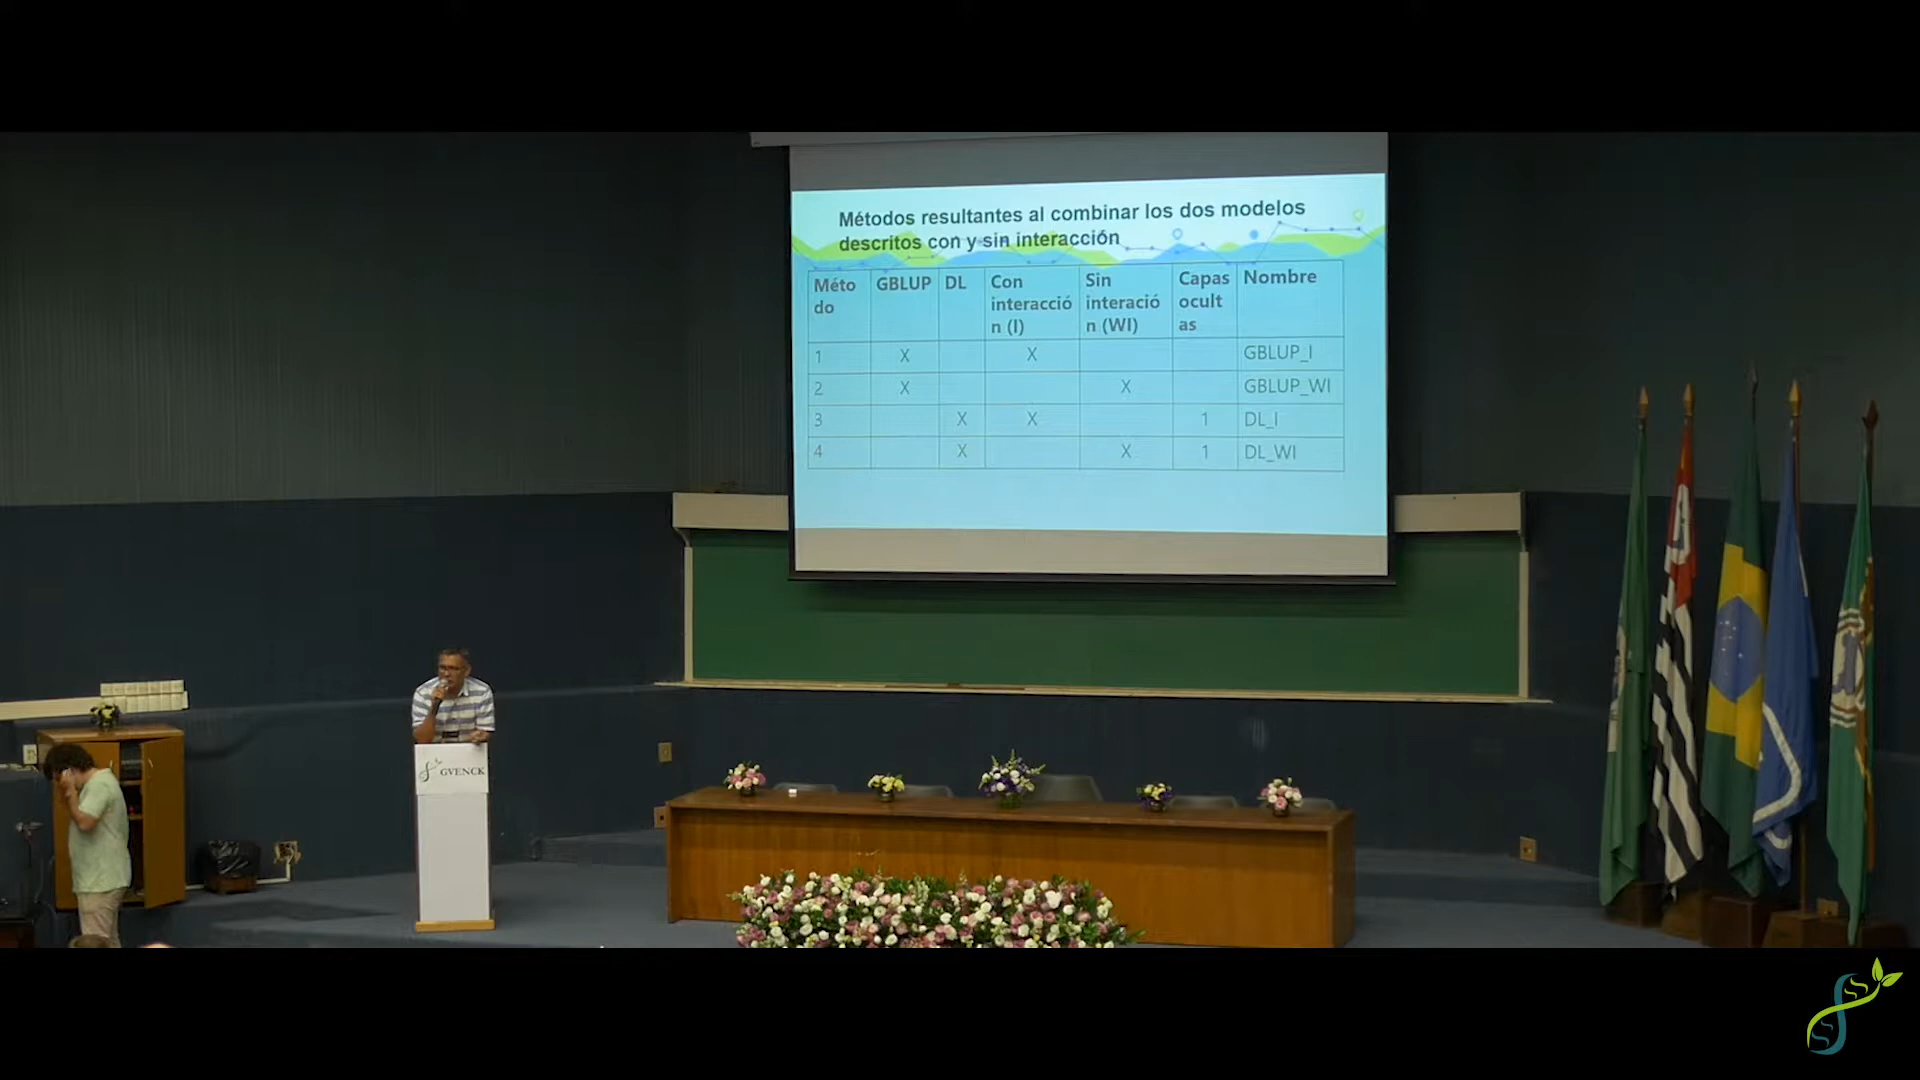 Métodos resultantes al combinar los dos modelos
descritos con y sin interacción
Méto
do
GBLUP
DL
Con
interacció
n (I)
Sin
interació
n (WI)
Capas
ocult
as
Nombre
1 X X GBLUP_I
2 X X GBLUP_WI
3 X X 1 DL_I
4 X X 1 DL_WI
GVENCK